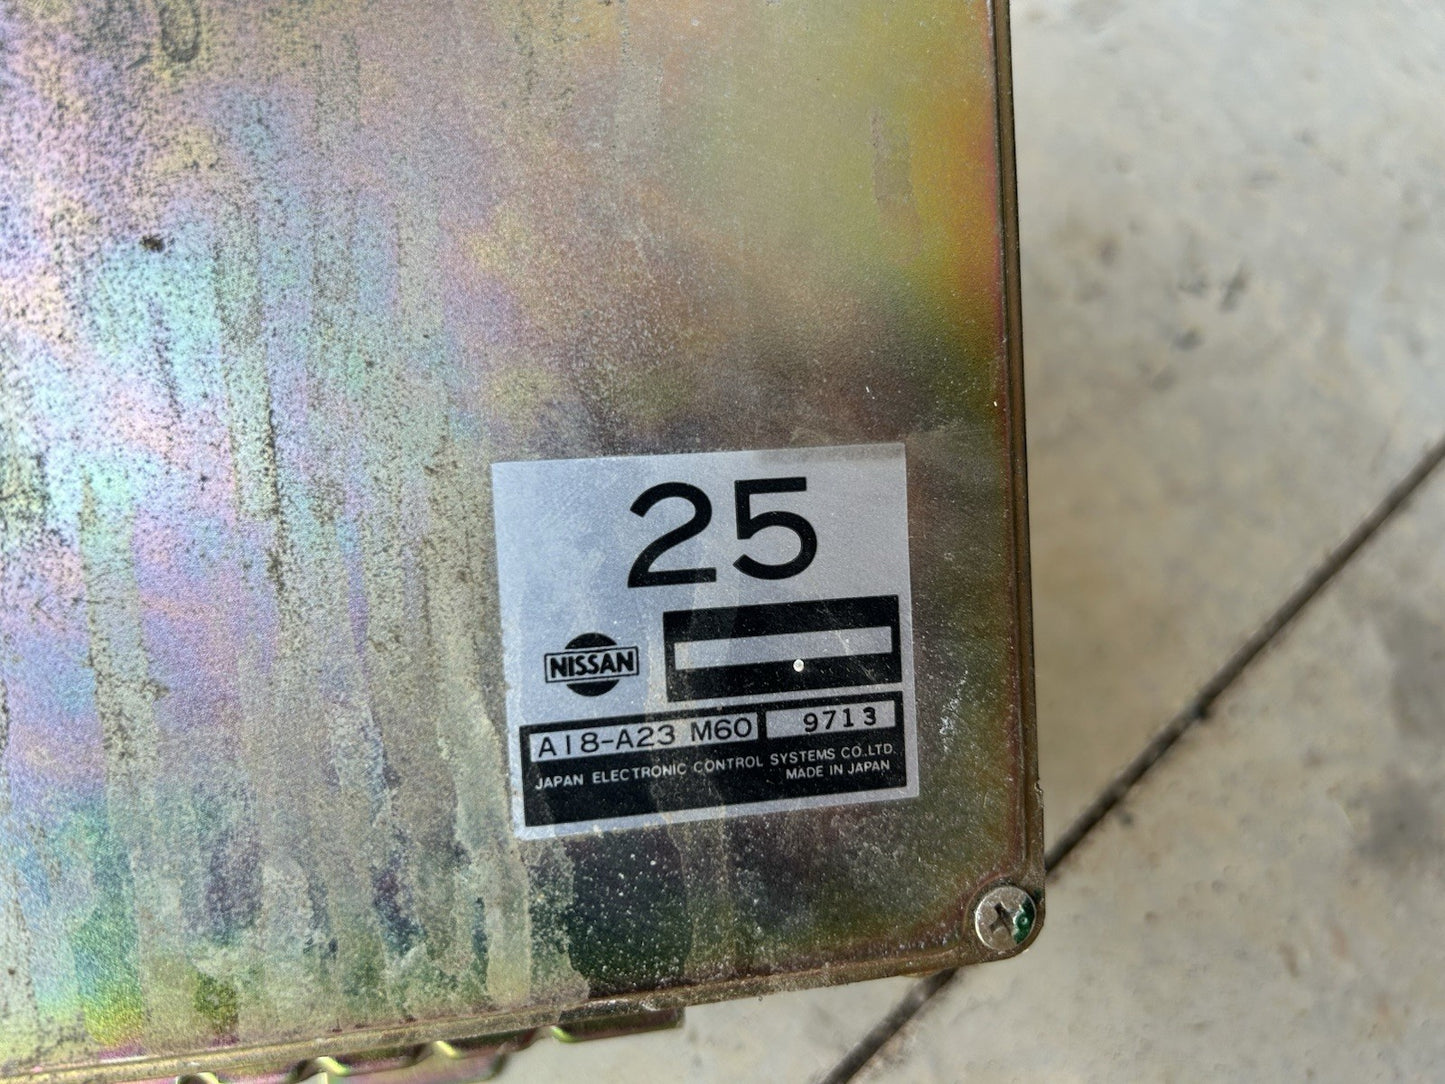 25
NISSAN
A18-A23 M60 9713
JAPAN ELECTRONIC CONTROL SYSTEMS CO.,LTD.
MADE IN JAPAN